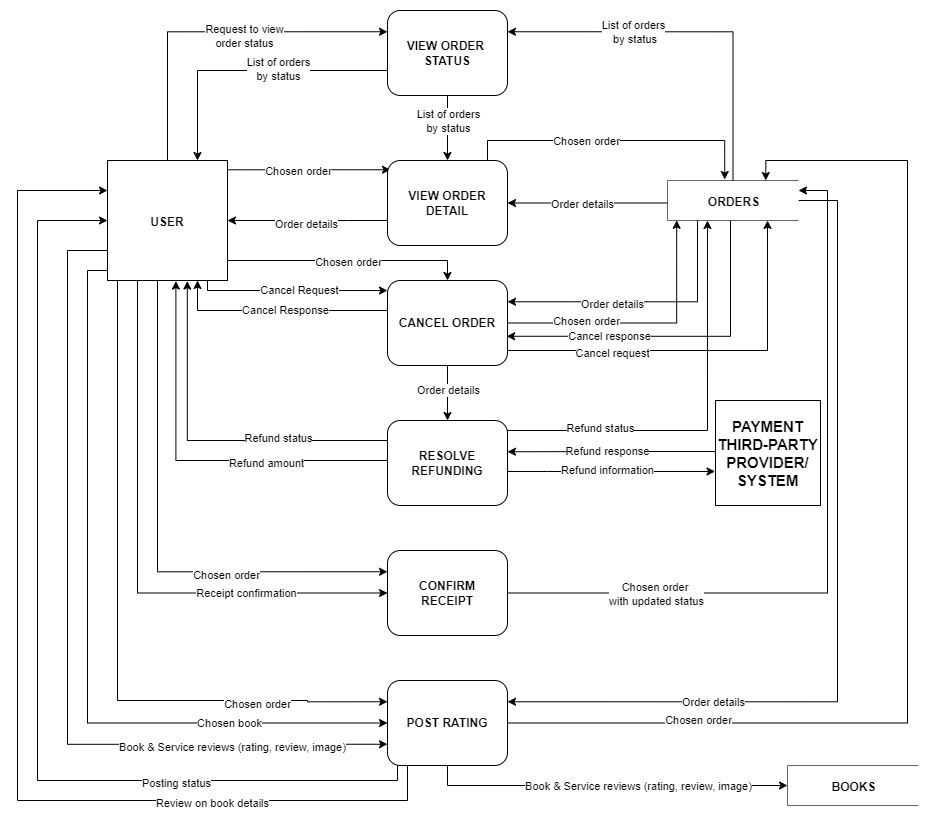 Request to view
order status
VIEW ORDER
STATUS
List of orders
by status
List of orders
by status
List of orders
by status
Chosen order
Chosen order
VIEW ORDER
DETAIL
USER
Order details
Order details
ORDERS
Chosen order
Cancel Request
Cancel Response
CANCEL ORDER
Order details
Chosen order
Cancel response
Cancel request
Order details
Refund status
Refund amount
RESOLVE
REFUNDING
Refund status
Refund response
Refund information
PAYMENT
THIRD-PARTY
PROVIDER/
SYSTEM
Chosen order
Receipt confirmation
CONFIRM
RECEIPT
Chosen order
with updated status
Chosen order
Chosen book
Book & Service reviews (rating, review, image)
POST RATING
Order details
Chosen order
Posting status
Review on book details
Book & Service reviews (rating, review, image)
BOOKS